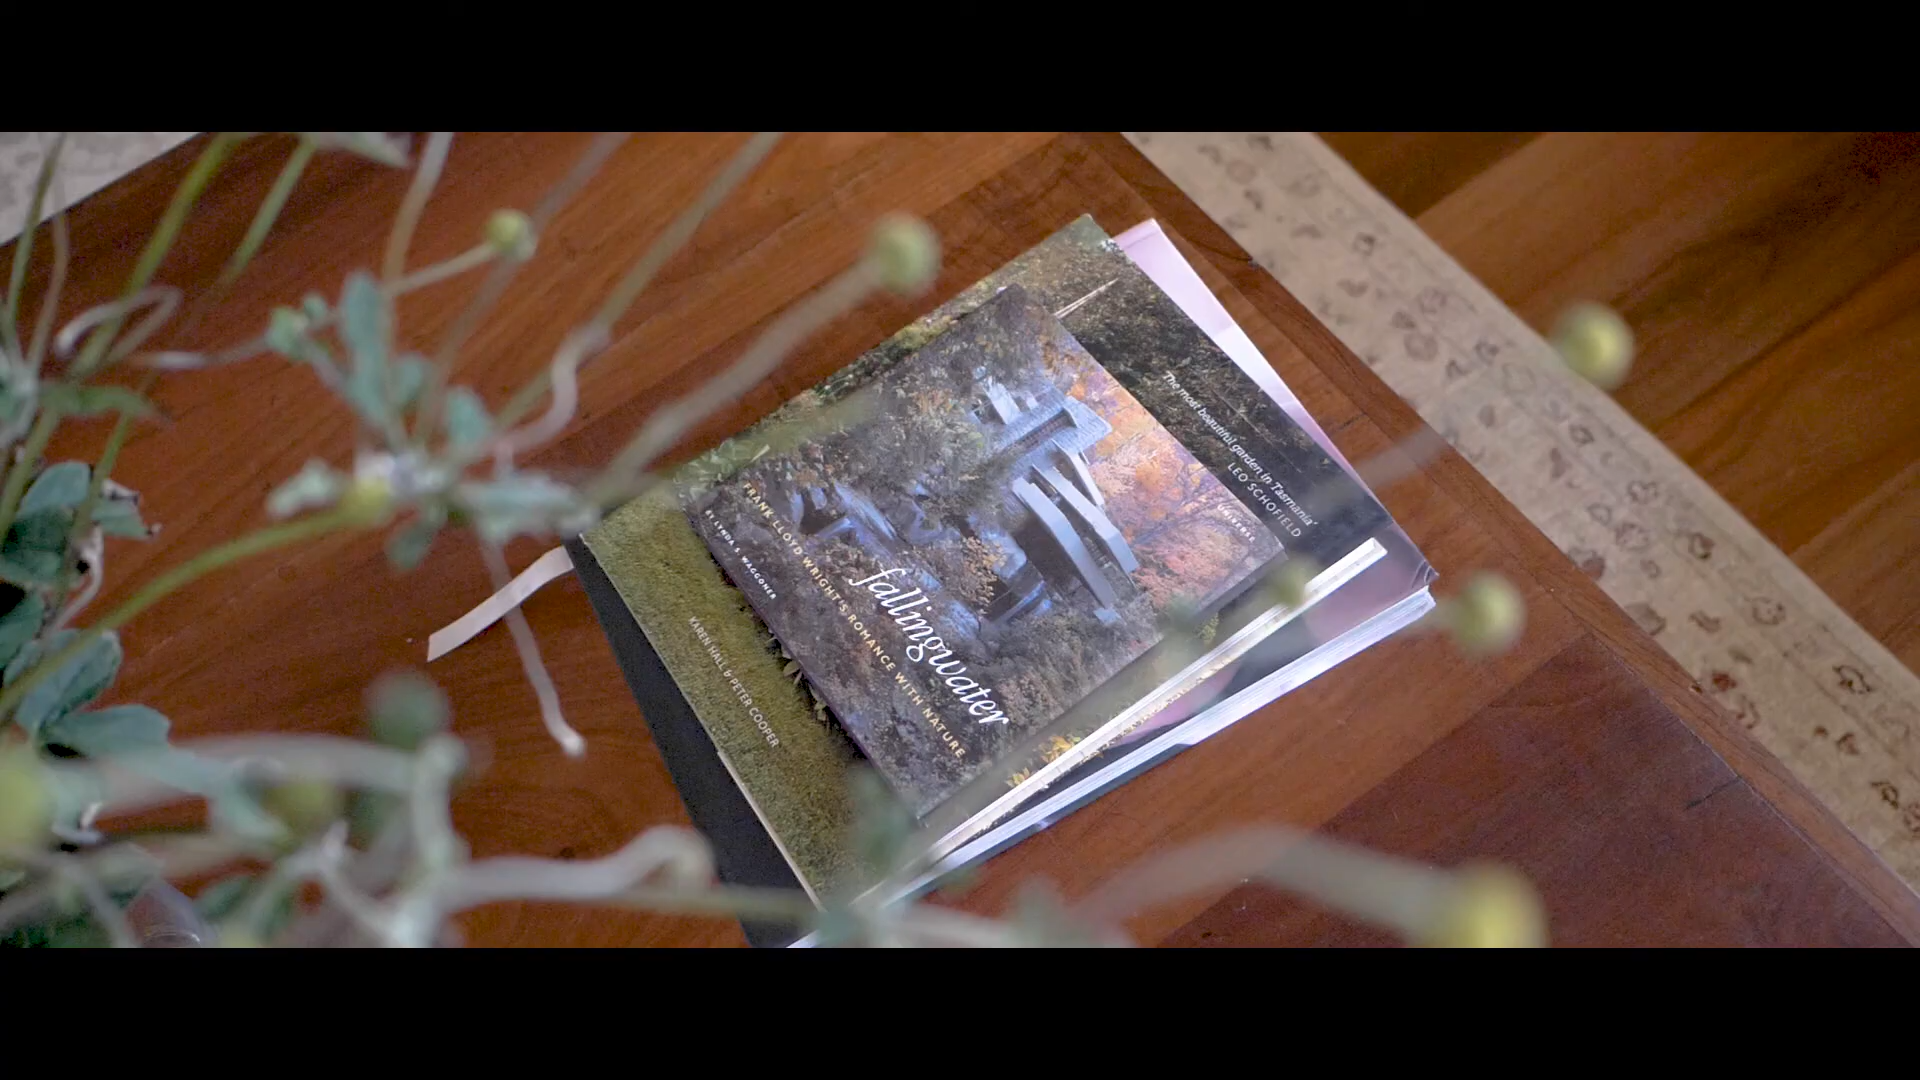 "The most beautiful garden in Tasmania"
LEO SCHOFIELD
UNIVERSE
fallingwater
FRANK LLOYD WRIGHT'S ROMANCE WITH NATURE
BY LYNDA S. WAGGONER
KAREN HALL & PETER COOPER